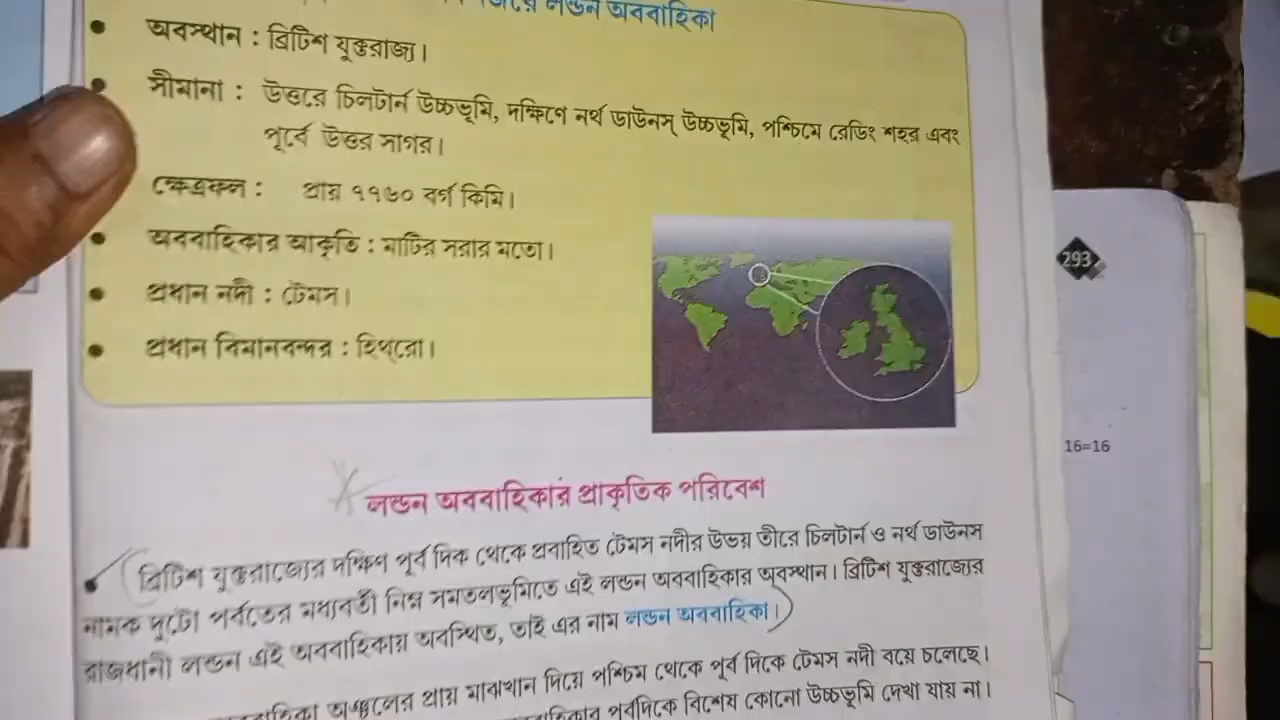 লন্ডন অববাহিকা
• অবস্থান : ব্রিটিশ যুক্তরাজ্য।
• সীমানা : উত্তরে চিলটার্ন উচ্চভূমি, দক্ষিণে নর্থ ডাউনস্ উচ্চভূমি, পশ্চিমে রেডিং শহর এবং
পূর্বে উত্তর সাগর।
ক্ষেত্রফল : প্রায় ৭৭৬০ বর্গ কিমি।
• অববাহিকার আকৃতি : মাটির সরার মতো।
• প্রধান নদী : টেমস।
• প্রধান বিমানবন্দর : হিথ্‌রো।
293
16=16
লন্ডন অববাহিকার প্রাকৃতিক পরিবেশ
• ব্রিটিশ যুক্তরাজ্যের দক্ষিণ পূর্ব দিক থেকে প্রবাহিত টেমস নদীর উভয় তীরে চিলটার্ন ও নর্থ ডাউনস
নামক দুটো পর্বতের মধ্যবর্তী নিম্ন সমতলভূমিতে এই লন্ডন অববাহিকার অবস্থান। ব্রিটিশ যুক্তরাজ্যের
রাজধানী লন্ডন এই অববাহিকায় অবস্থিত, তাই এর নাম লন্ডন অববাহিকা।
অঞ্চলের প্রায় মাঝখান দিয়ে পশ্চিম থেকে পূর্ব দিকে টেমস নদী বয়ে চলেছে।
পূর্বদিকে বিশেষ কোনো উচ্চভূমি দেখা যায় না।